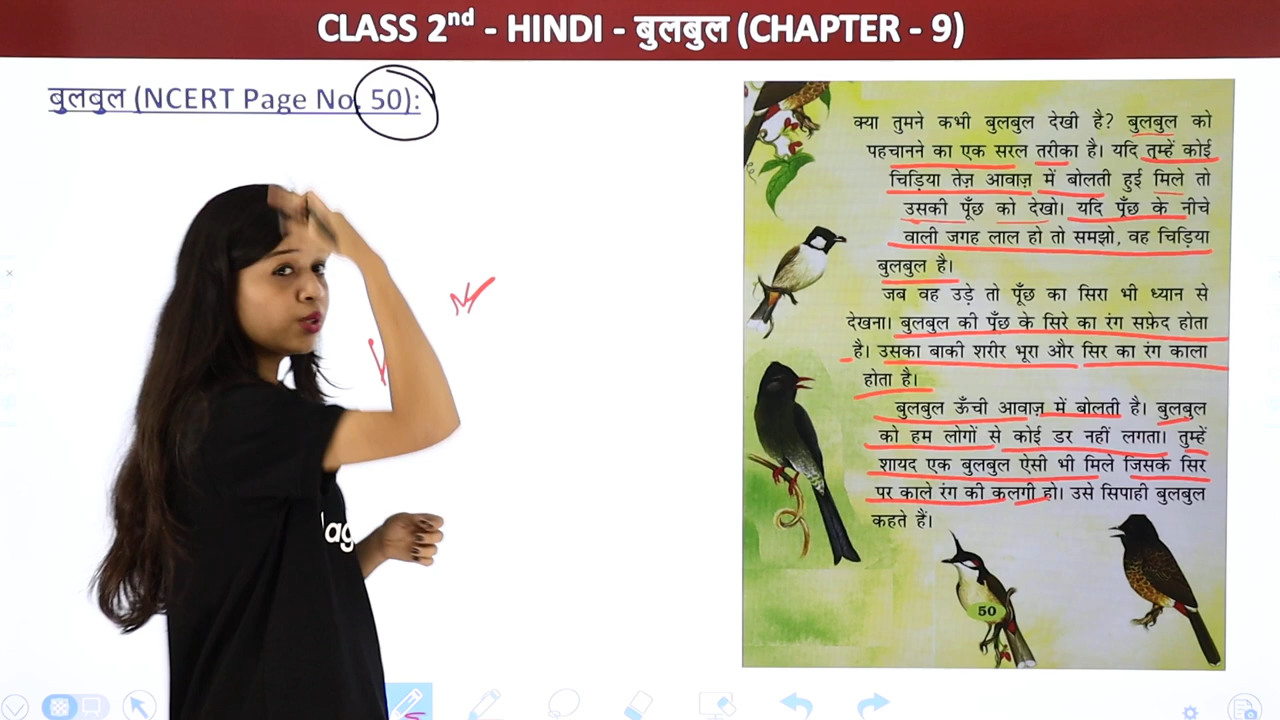 CLASS 2nd - HINDI - बुलबुल (CHAPTER - 9)
बुलबुल (NCERT Page No. 50):
क्या तुमने कभी बुलबुल देखी है? बुलबुल को
पहचानने का एक सरल तरीका है। यदि तुम्हें कोई
चिड़िया तेज़ आवाज़ में बोलती हुई मिले तो
उसकी पूँछ को देखो। यदि पूँछ के नीचे
वाली जगह लाल हो तो समझो, वह चिड़िया
बुलबुल है।
जब वह उड़े तो पूँछ का सिरा भी ध्यान से
देखना। बुलबुल की पूँछ के सिरे का रंग सफ़ेद होता
है। उसका बाकी शरीर भूरा और सिर का रंग काला
होता है।
बुलबुल ऊँची आवाज़ में बोलती है। बुलबुल
को हम लोगों से कोई डर नहीं लगता। तुम्हें
शायद एक बुलबुल ऐसी भी मिले जिसके सिर
पर काले रंग की कलगी हो। उसे सिपाही बुलबुल
कहते हैं।
50